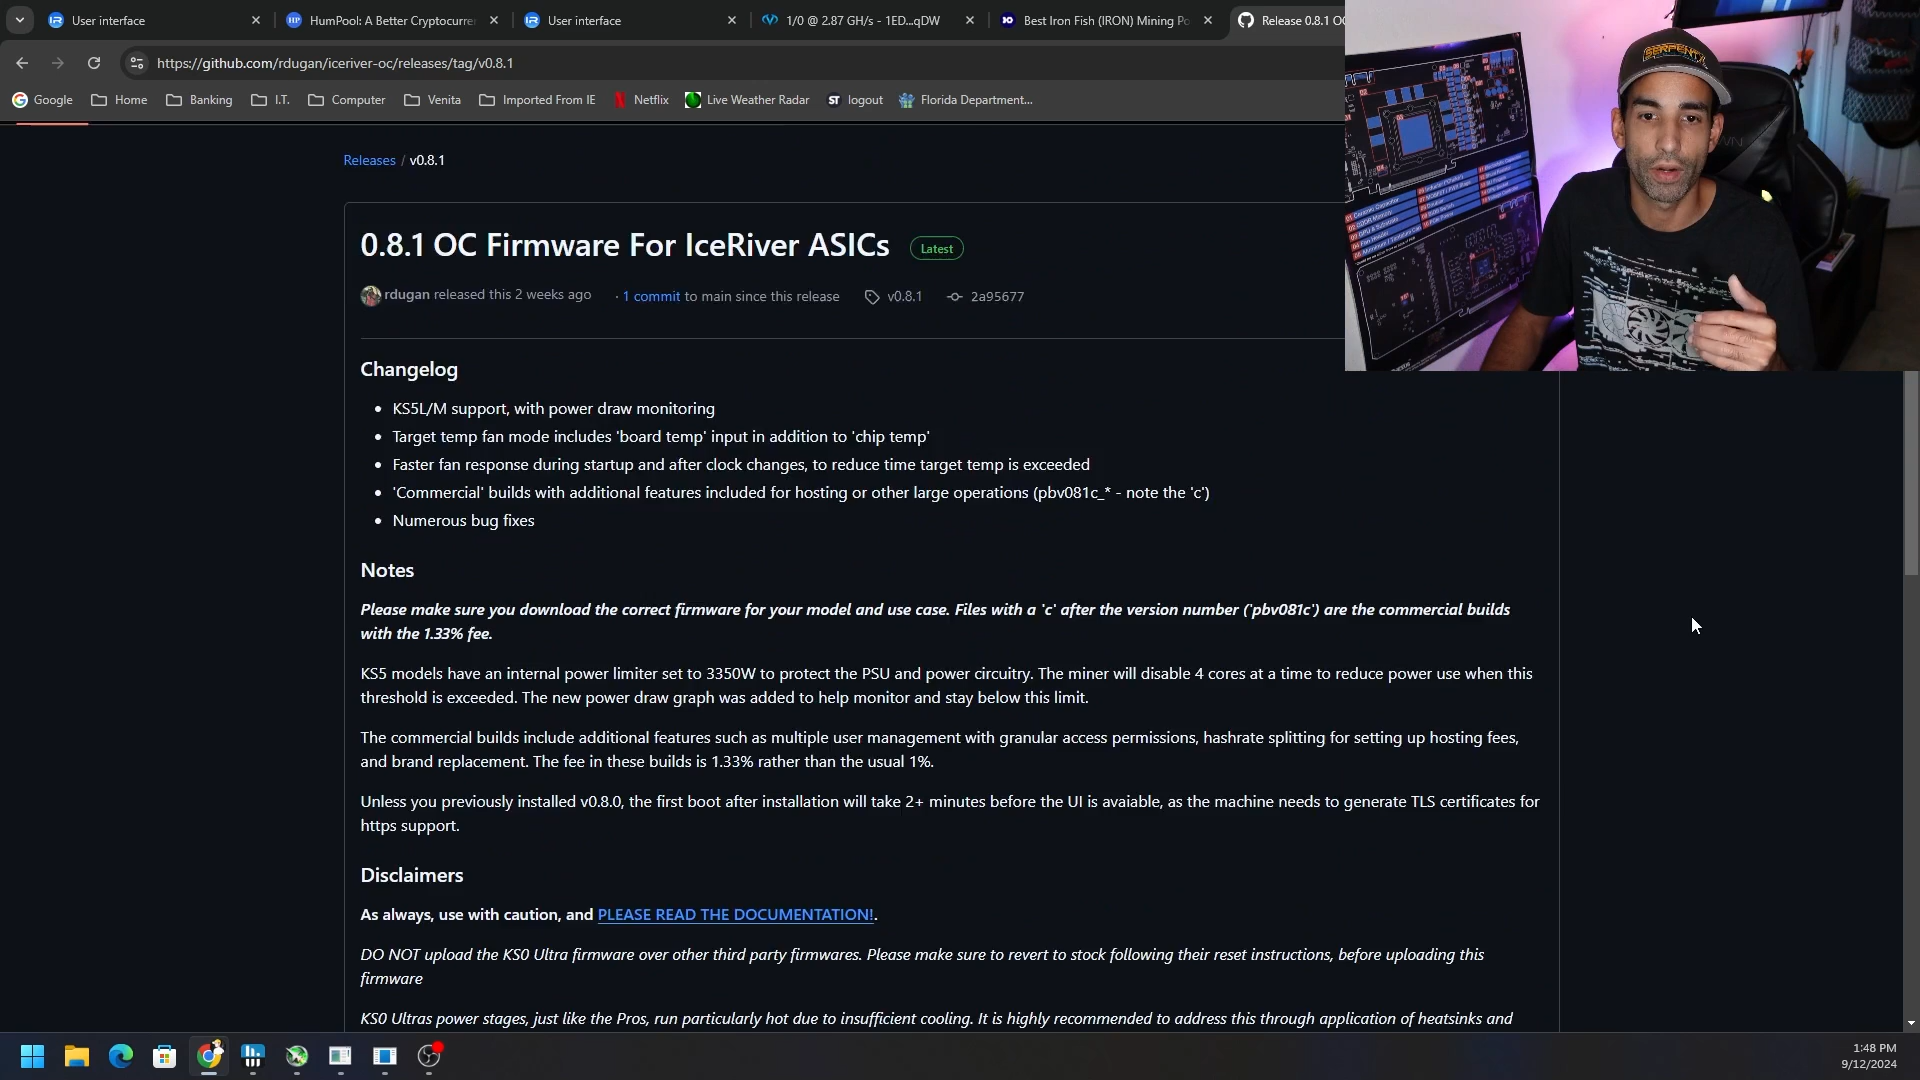 User interface
HumPool: A Better Cryptocurre
User interface
1/0 @ 2.87 GH/s - 1ED...qDW
Best Iron Fish (IRON) Mining Po
Release 0.8.1 OC
https://github.com/rdugan/iceriver-oc/releases/tag/v0.8.1
Google
Home
Banking
I.T.
Computer
Venita
Imported From IE
Netflix
Live Weather Radar
logout
Florida Department...
Releases / v0.8.1
0.8.1 OC Firmware For IceRiver ASICs Latest
rdugan released this 2 weeks ago · 1 commit to main since this release v0.8.1 2a95677
Changelog
• KS5L/M support, with power draw monitoring
• Target temp fan mode includes 'board temp' input in addition to 'chip temp'
• Faster fan response during startup and after clock changes, to reduce time target temp is exceeded
• 'Commercial' builds with additional features included for hosting or other large operations (pbv081c_* - note the 'c')
• Numerous bug fixes
Notes
Please make sure you download the correct firmware for your model and use case. Files with a 'c' after the version number ('pbv081c') are the commercial builds
with the 1.33% fee.
KS5 models have an internal power limiter set to 3350W to protect the PSU and power circuitry. The miner will disable 4 cores at a time to reduce power use when this
threshold is exceeded. The new power draw graph was added to help monitor and stay below this limit.
The commercial builds include additional features such as multiple user management with granular access permissions, hashrate splitting for setting up hosting fees,
and brand replacement. The fee in these builds is 1.33% rather than the usual 1%.
Unless you previously installed v0.8.0, the first boot after installation will take 2+ minutes before the UI is avaiable, as the machine needs to generate TLS certificates for
https support.
Disclaimers
As always, use with caution, and PLEASE READ THE DOCUMENTATION!.
DO NOT upload the KS0 Ultra firmware over other third party firmwares. Please make sure to revert to stock following their reset instructions, before uploading this
firmware
KS0 Ultras power stages, just like the Pros, run particularly hot due to insufficient cooling. It is highly recommended to address this through application of heatsinks and
1:48 PM
9/12/2024